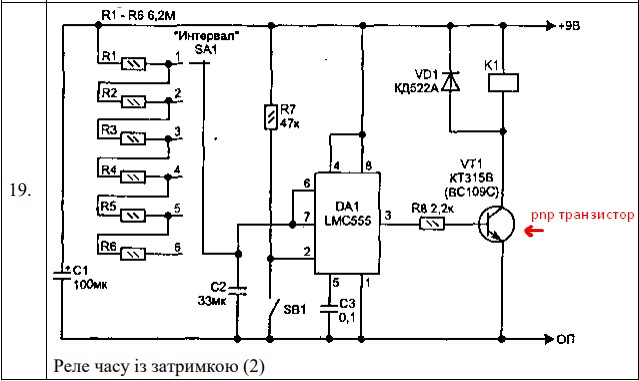 19.
R1 - R6 6,2М
"Интервал"
SA1
+9В
R1
1
R2
2
R3
3
R4
4
R5
5
R6
6
R7
47к
VD1
КД522А
K1
4
8
6
7
2
DA1
LMC555
3
5
1
R8 2,2к
VT1
КТ315В
(BC109C)
pnp транзистор
+
C1
100мк
C2
33мк
SB1
C3
0,1
ОП
Реле часу із затримкою (2)